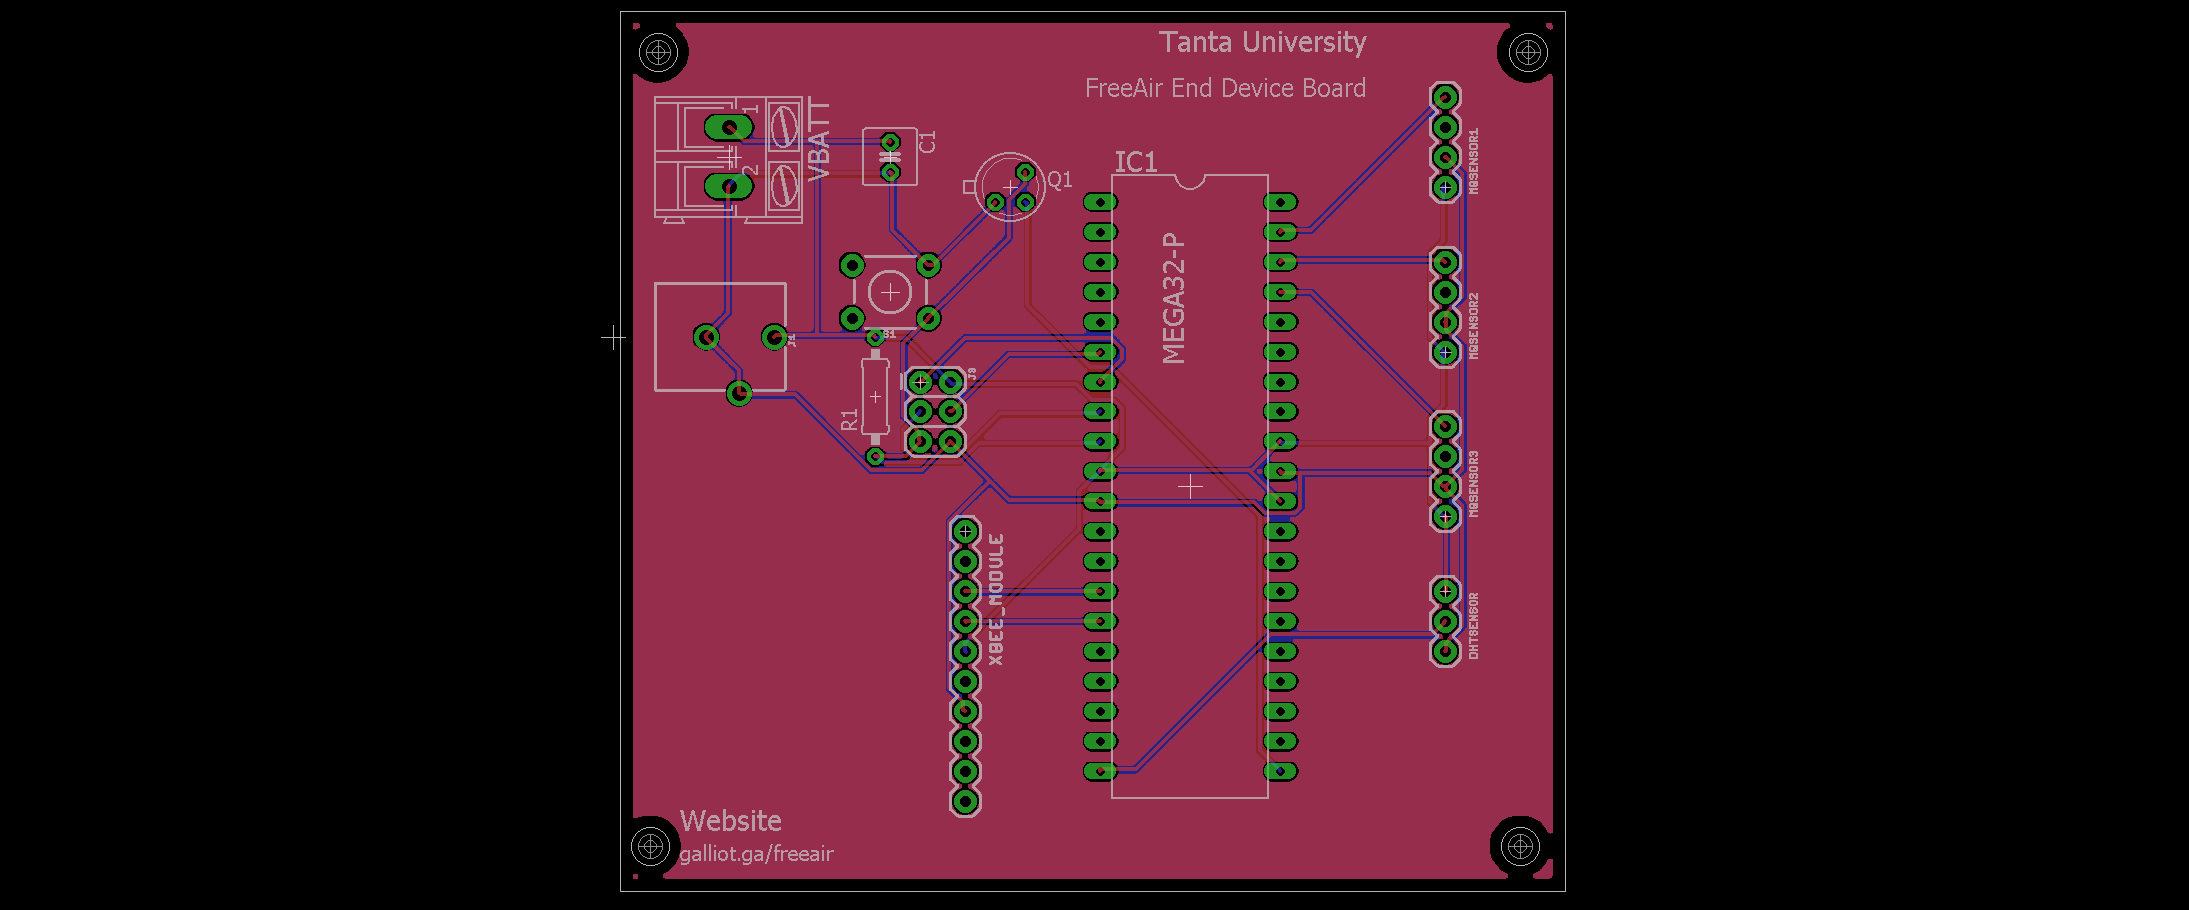 Tanta University
FreeAir End Device Board
1
2
VBATT
C1
Q1
IC1
MEGA32-P
MQSENSOR1
MQSENSOR2
MQSENSOR3
DHTSENSOR
J1
S1
J3
R1
XBEE_MODULE
Website
galliot.ga/freeair